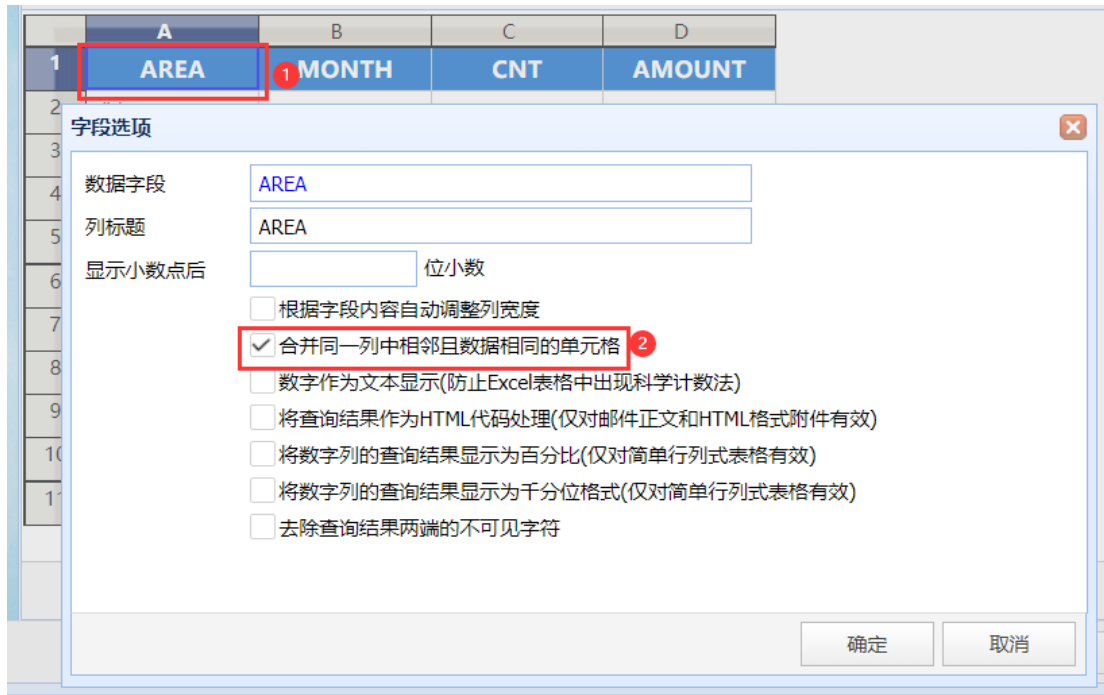 A B C D
1 AREA 1 MONTH CNT AMOUNT
2
字段选项
3
数据字段 AREA
4
列标题 AREA
5
显示小数点后 位小数
6
根据字段内容自动调整列宽度
7
合并同一列中相邻且数据相同的单元格 2
8
数字作为文本显示(防止Excel表格中出现科学计数法)
9
将查询结果作为HTML代码处理(仅对邮件正文和HTML格式附件有效)
10
将数字列的查询结果显示为百分比(仅对简单行列式表格有效)
11
将数字列的查询结果显示为千分位格式(仅对简单行列式表格有效)
去除查询结果两端的不可见字符
确定 取消